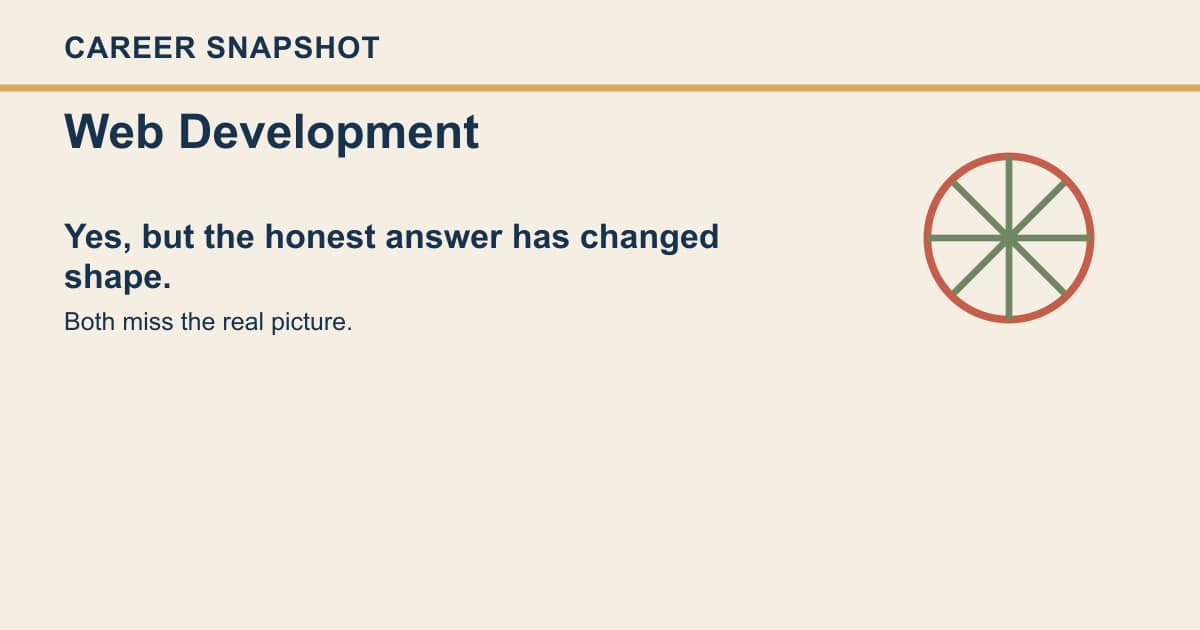 CAREER SNAPSHOT
Web Development
Yes, but the honest answer has changed
shape.
Both miss the real picture.